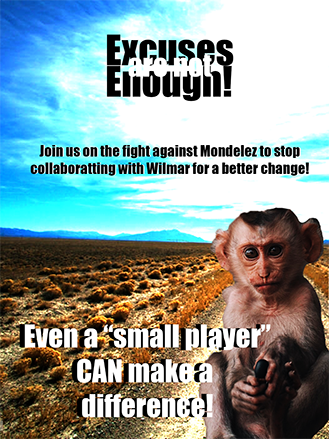 Excuses
are not
Enough!
Join us on the fight against Mondelez to stop
collaboratting with Wilmar for a better change!
Even a “small player”
CAN make a
difference!